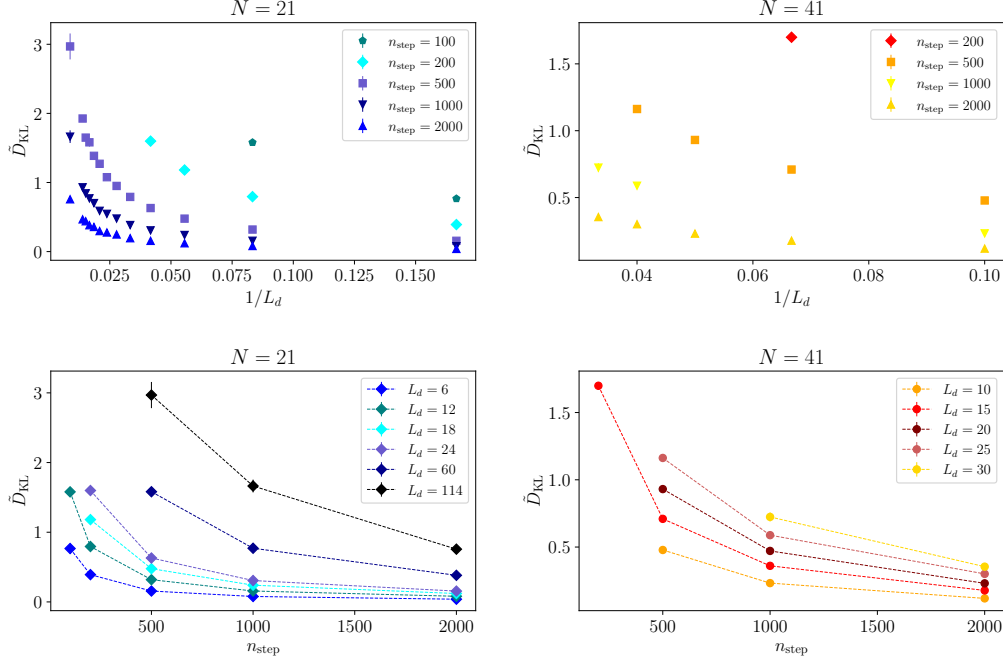 N = 21
3
2
1
0
D̃_KL
0.025
0.050
0.075
0.100
0.125
0.150
1/L_d
n_step = 100
n_step = 200
n_step = 500
n_step = 1000
n_step = 2000
N = 41
1.5
1.0
0.5
D̃_KL
0.04
0.06
0.08
0.10
1/L_d
n_step = 200
n_step = 500
n_step = 1000
n_step = 2000
N = 21
3
2
1
0
D̃_KL
500
1000
1500
2000
n_step
L_d = 6
L_d = 12
L_d = 18
L_d = 24
L_d = 60
L_d = 114
N = 41
1.5
1.0
0.5
D̃_KL
500
1000
1500
2000
n_step
L_d = 10
L_d = 15
L_d = 20
L_d = 25
L_d = 30